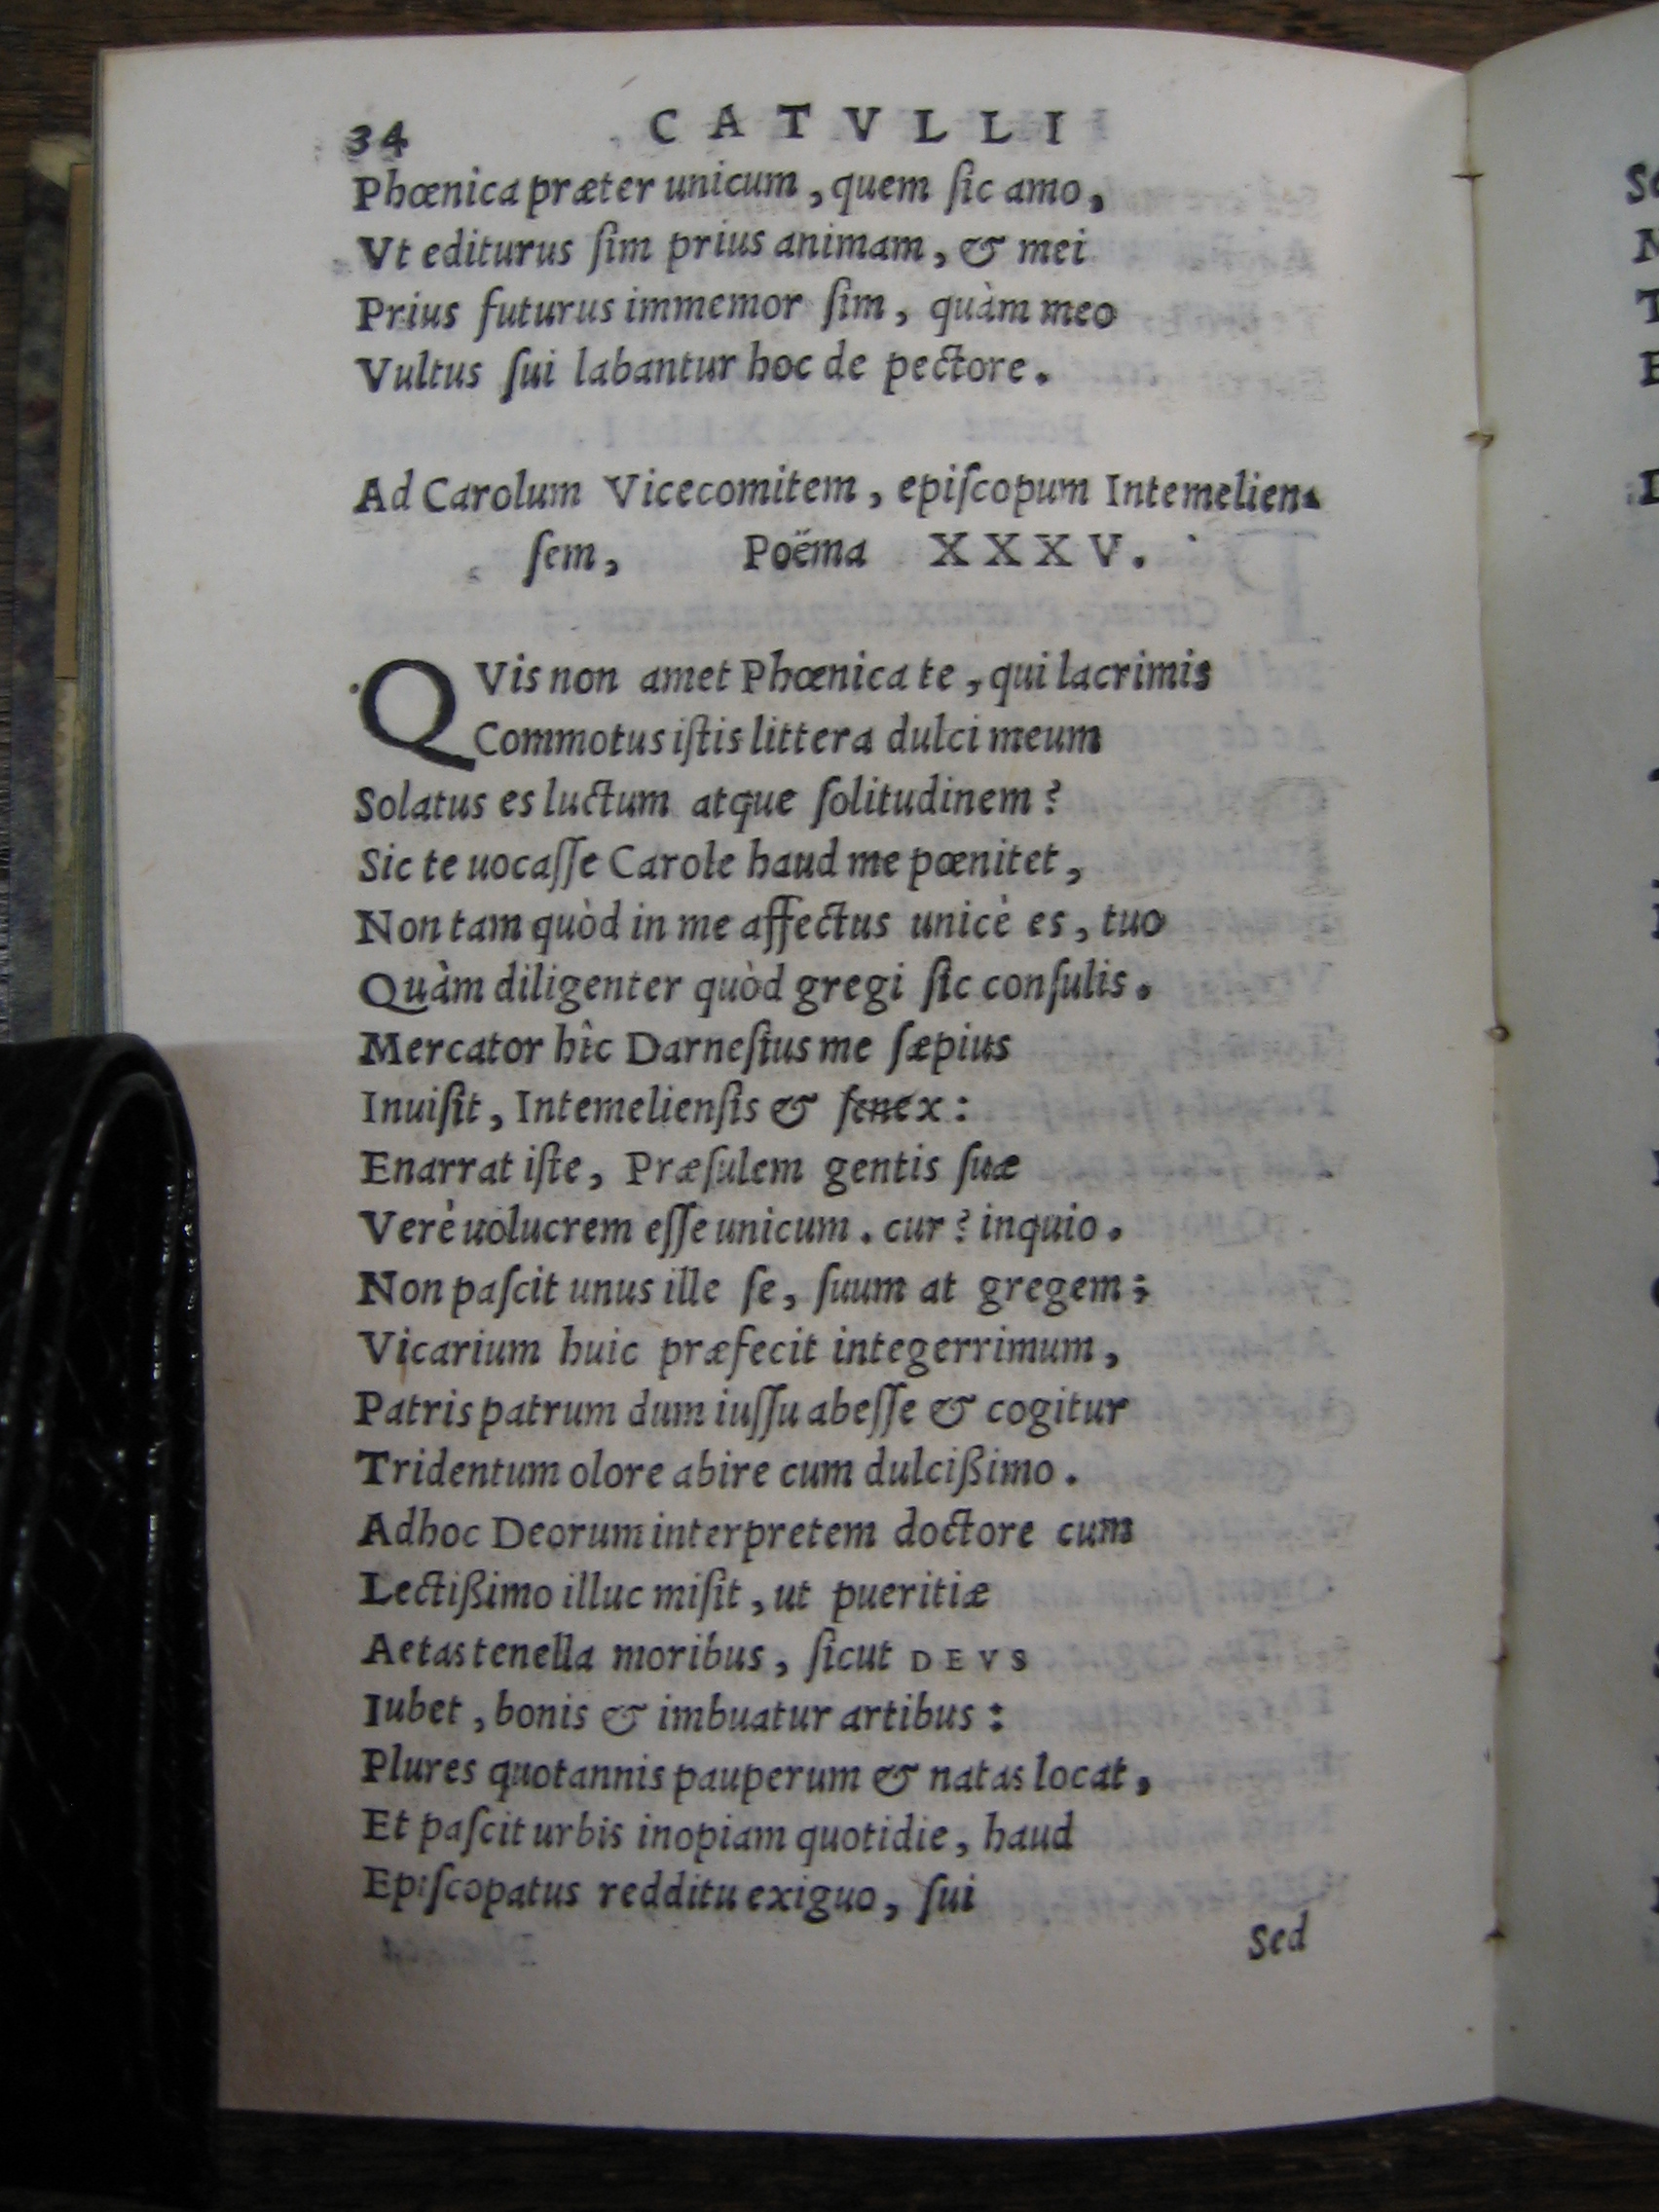 34 CATVLLI
Phœnica præter unicum, quem ſic amo,
Vt editurus ſim prius animam, & mei
Prius futurus immemor ſim, quàm meo
Vultus ſui labantur hoc de pectore.
Ad Carolum Vicecomitem, epiſcopum Intemelien-
ſem, Poëma XXXV.
QVis non amet Phœnica te, qui lacrimis
Commotus iſtis littera dulci meum
Solatus es luctum atque ſolitudinem?
Sic te uocaſſe Carole haud me pœnitet,
Non tam quòd in me affectus unicè es, tuo
Quàm diligenter quòd gregi ſic conſulis.
Mercator hîc Darneſius me ſæpius
Inuiſit, Intemelienſis & ſenex:
Enarrat iſte, Præſulem gentis ſuæ
Verè uolucrem eſſe unicum. cur? inquio.
Non paſcit unus ille ſe, ſuum at gregem;
Vicarium huic præfecit integerrimum,
Patris patrum dum iuſſu abeſſe & cogitur
Tridentum olore abire cum dulcißimo.
Adhoc Deorum interpretem doctore cum
Lectißimo illuc miſit, ut pueritiæ
Aetas tenella moribus, ſicut DEVS
Iubet, bonis & imbuatur artibus:
Plures quotannis pauperum & natas locat,
Et paſcit urbis inopiam quotidie, haud
Epiſcopatus redditu exiguo, ſui
Sed